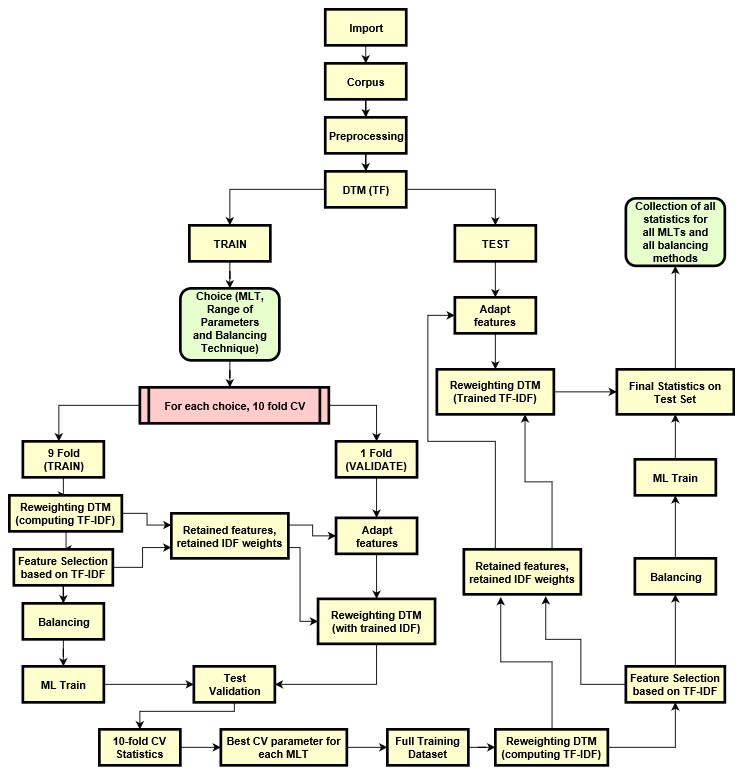 Import
Corpus
Preprocessing
DTM (TF)
TRAIN
TEST
Collection of all
statistics for
all MLTs and
all balancing
methods
Choice (MLT,
Range of
Parameters
and Balancing
Technique)
Adapt
features
For each choice, 10 fold CV
Reweighting DTM
(Trained TF-IDF)
Final Statistics on
Test Set
9 Fold
(TRAIN)
1 Fold
(VALIDATE)
ML Train
Reweighting DTM
(computing TF-IDF)
Retained features,
retained IDF weights
Adapt
features
Feature Selection
based on TF-IDF
Retained features,
retained IDF weights
Balancing
Balancing
Reweighting DTM
(with trained IDF)
ML Train
Test
Validation
Feature Selection
based on TF-IDF
10-fold CV
Statistics
Best CV parameter for
each MLT
Full Training
Dataset
Reweighting DTM
(computing TF-IDF)